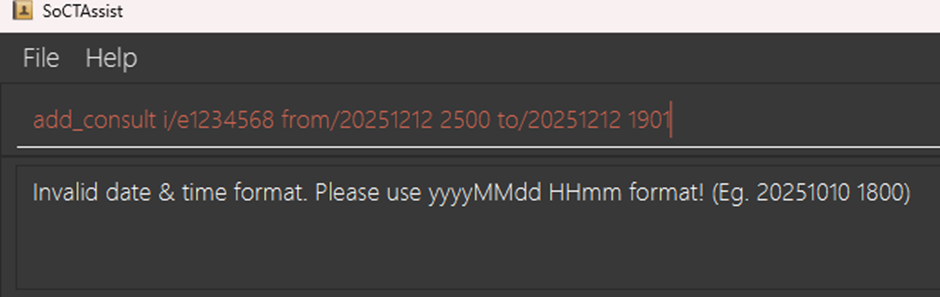 SoCTAssist
File Help
add_consult i/e1234568 from/20251212 2500 to/20251212 1901
Invalid date & time format. Please use yyyyMMdd HHmm format! (Eg. 20251010 1800)